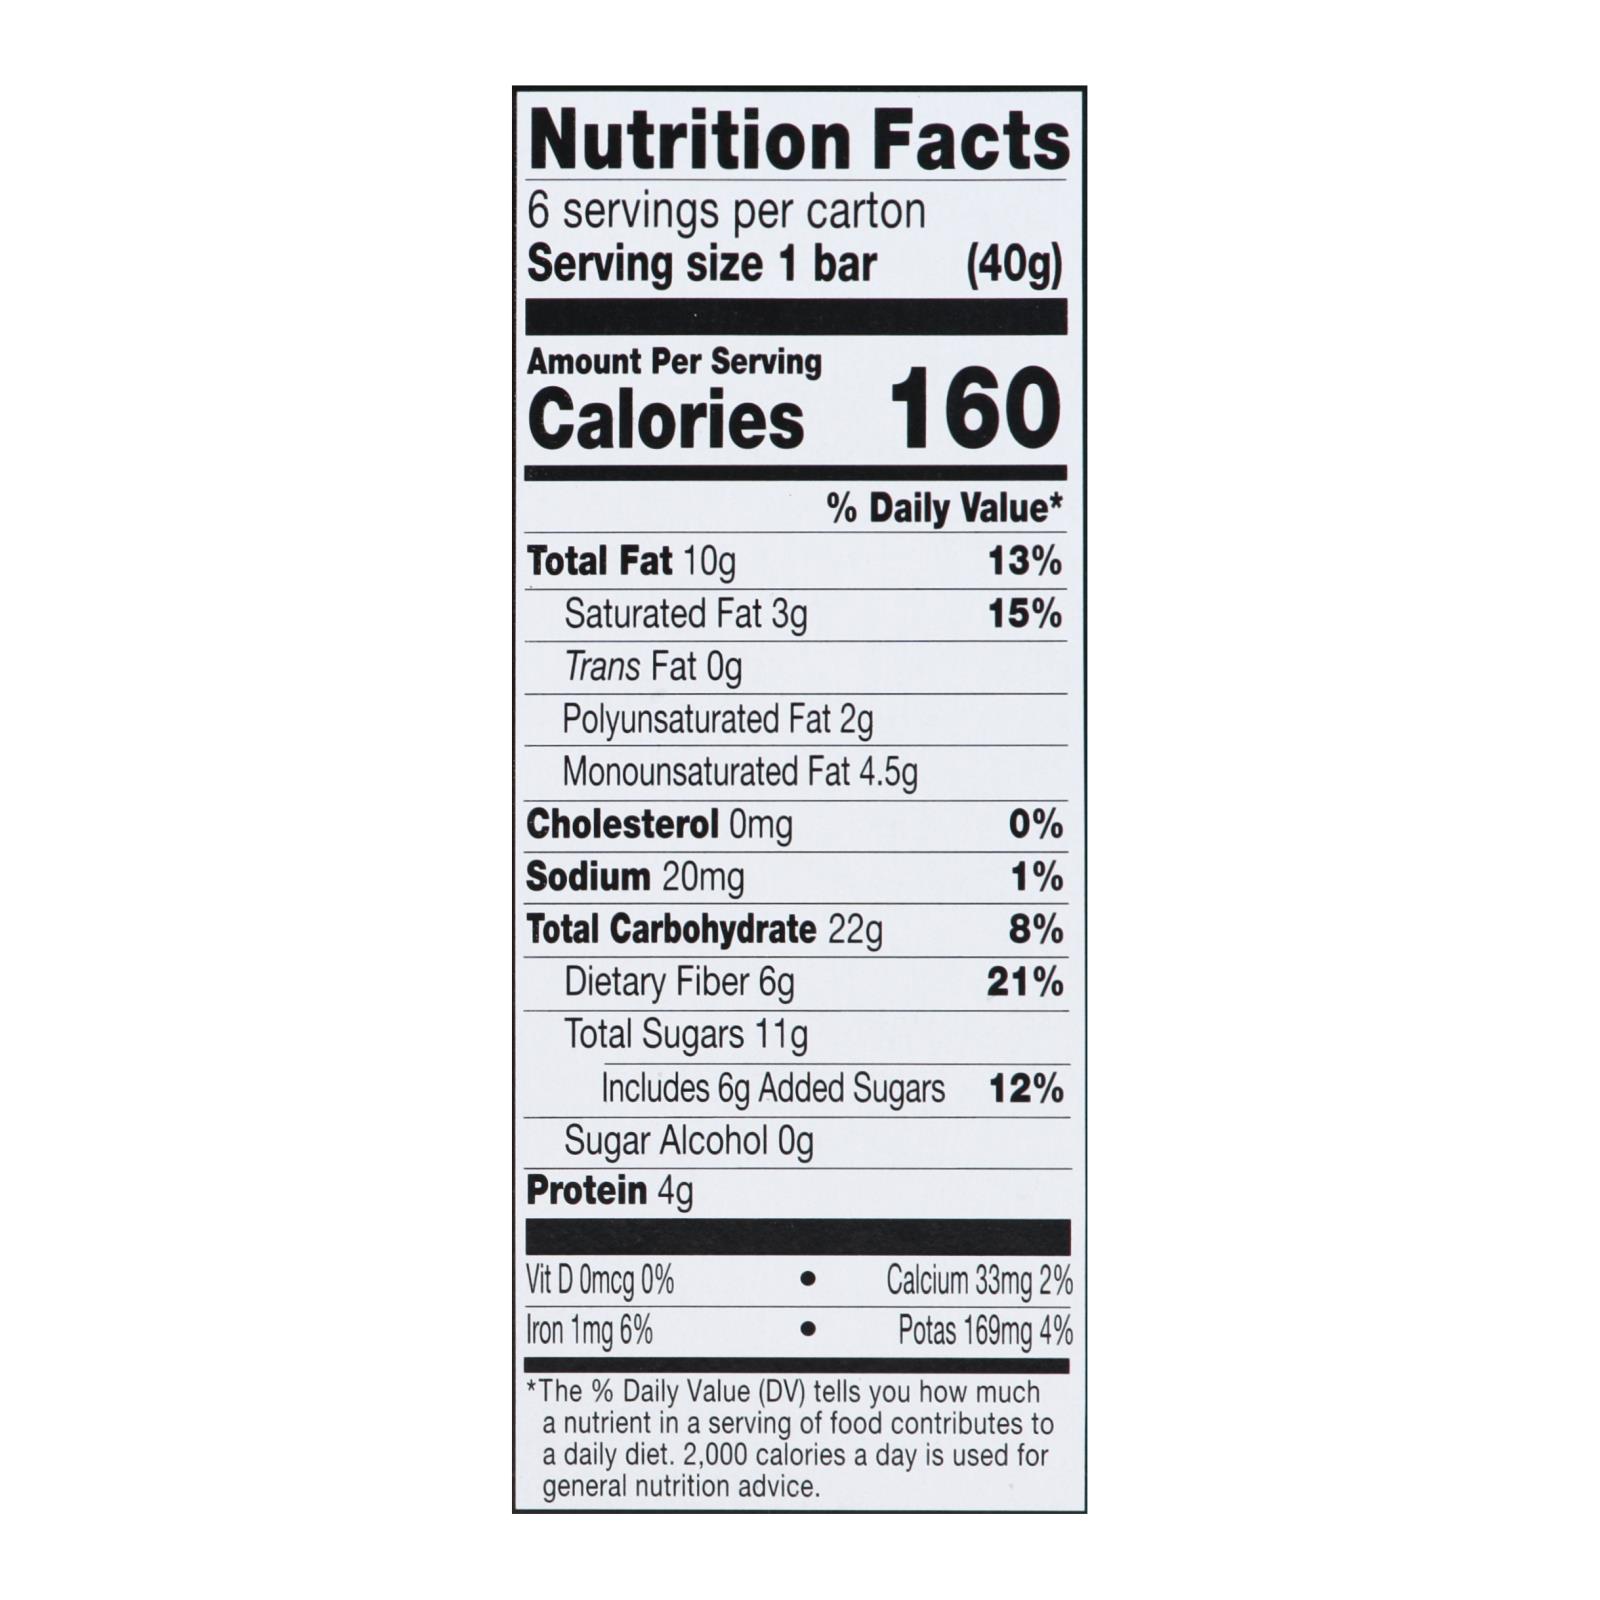 Nutrition Facts
6 servings per carton
Serving size 1 bar (40g)
Amount Per Serving
Calories 160
% Daily Value*
Total Fat 10g 13%
Saturated Fat 3g 15%
Trans Fat 0g
Polyunsaturated Fat 2g
Monounsaturated Fat 4.5g
Cholesterol 0mg 0%
Sodium 20mg 1%
Total Carbohydrate 22g 8%
Dietary Fiber 6g 21%
Total Sugars 11g
Includes 6g Added Sugars 12%
Sugar Alcohol 0g
Protein 4g
Vit D 0mcg 0% • Calcium 33mg 2%
Iron 1mg 6% • Potas 169mg 4%
*The % Daily Value (DV) tells you how much
a nutrient in a serving of food contributes to
a daily diet. 2,000 calories a day is used for
general nutrition advice.